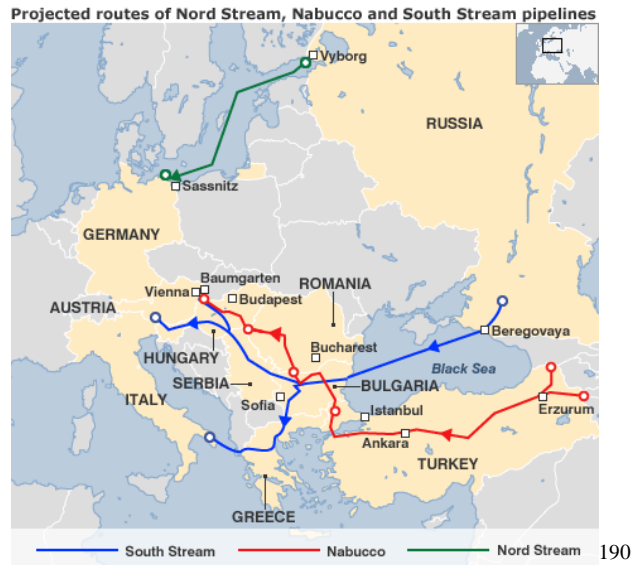 Projected routes of Nord Stream, Nabucco and South Stream pipelines
Vyborg
RUSSIA
Sassnitz
GERMANY
Baumgarten
Vienna
Budapest
ROMANIA
AUSTRIA
Beregovaya
Bucharest
HUNGARY
Black Sea
SERBIA
BULGARIA
ITALY
Sofia
Istanbul
Erzurum
Ankara
TURKEY
GREECE
South Stream
Nabucco
Nord Stream
190